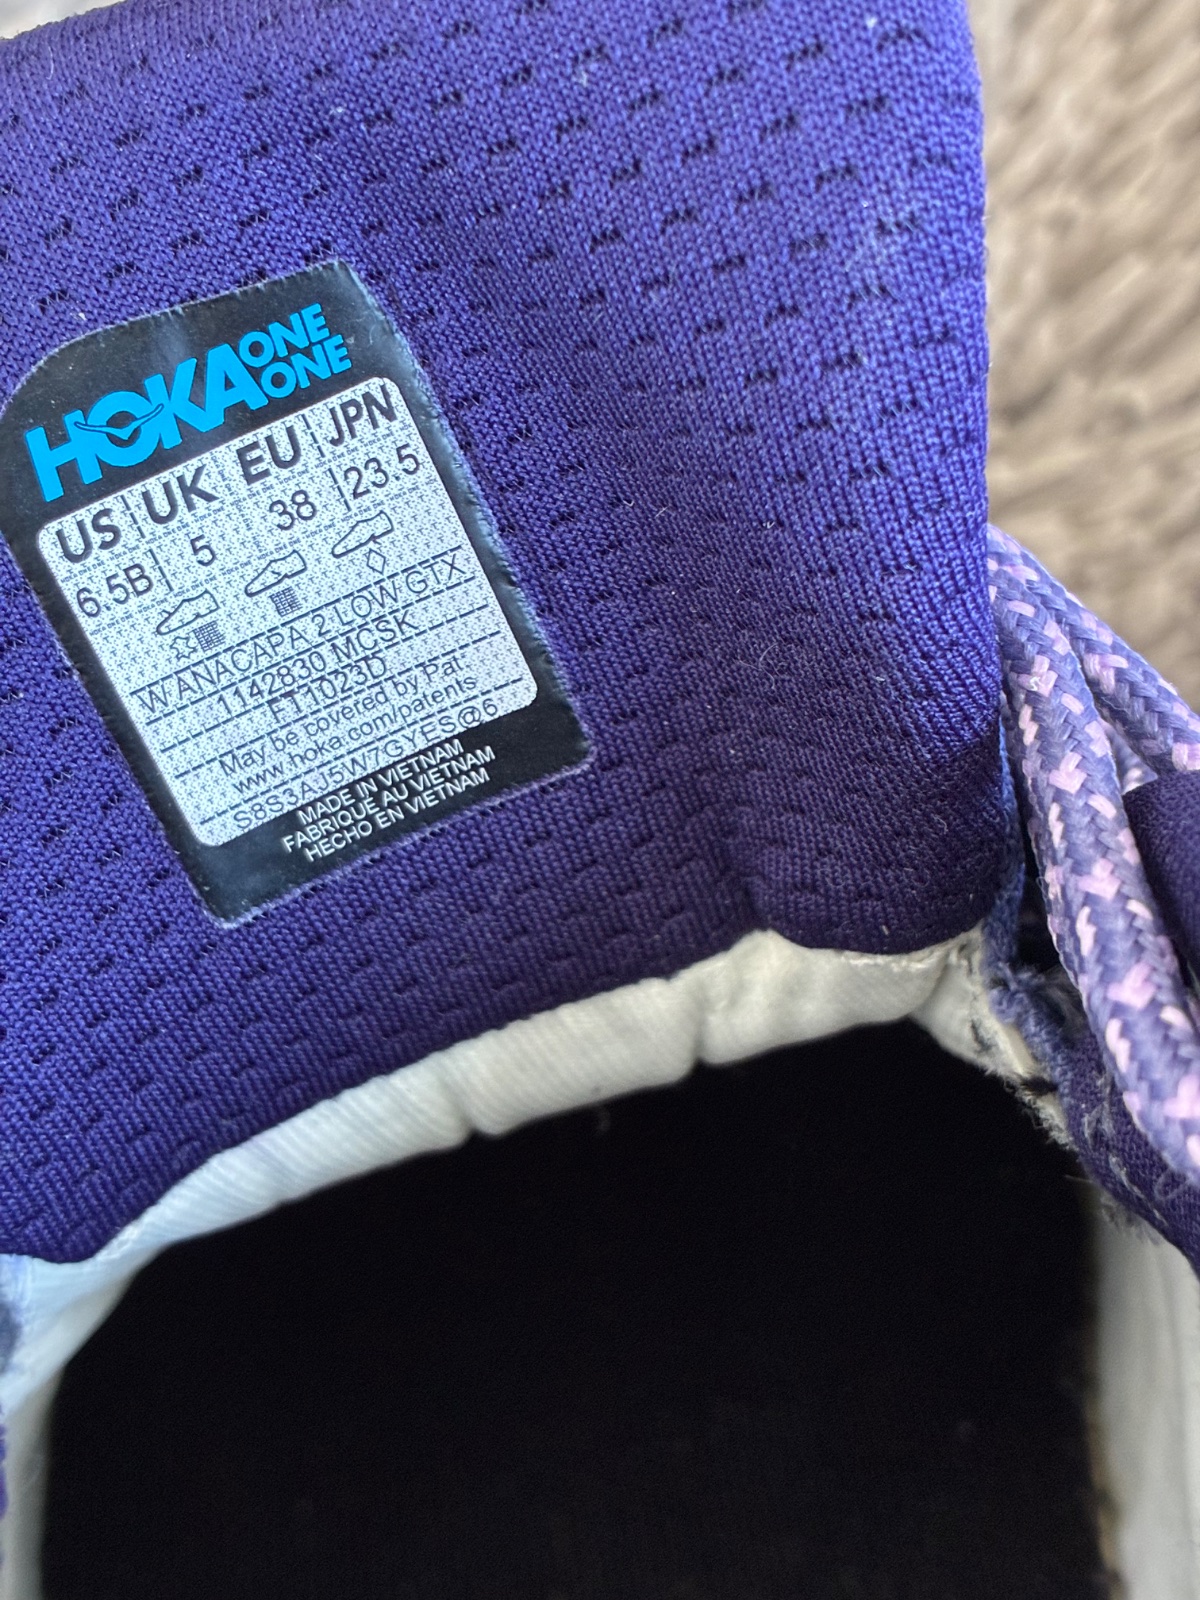 HOKA ONE ONE
US UK EU JPN
6.5B 5 38 23.5
W ANACAPA 2 LOW GTX
1142830 MCSK
FT1023D
May be covered by Pat
www.hoka.com/patents
S8S3AJ5W7GYES@6
MADE IN VIETNAM
FABRIQUE AU VIETNAM
HECHO EN VIETNAM